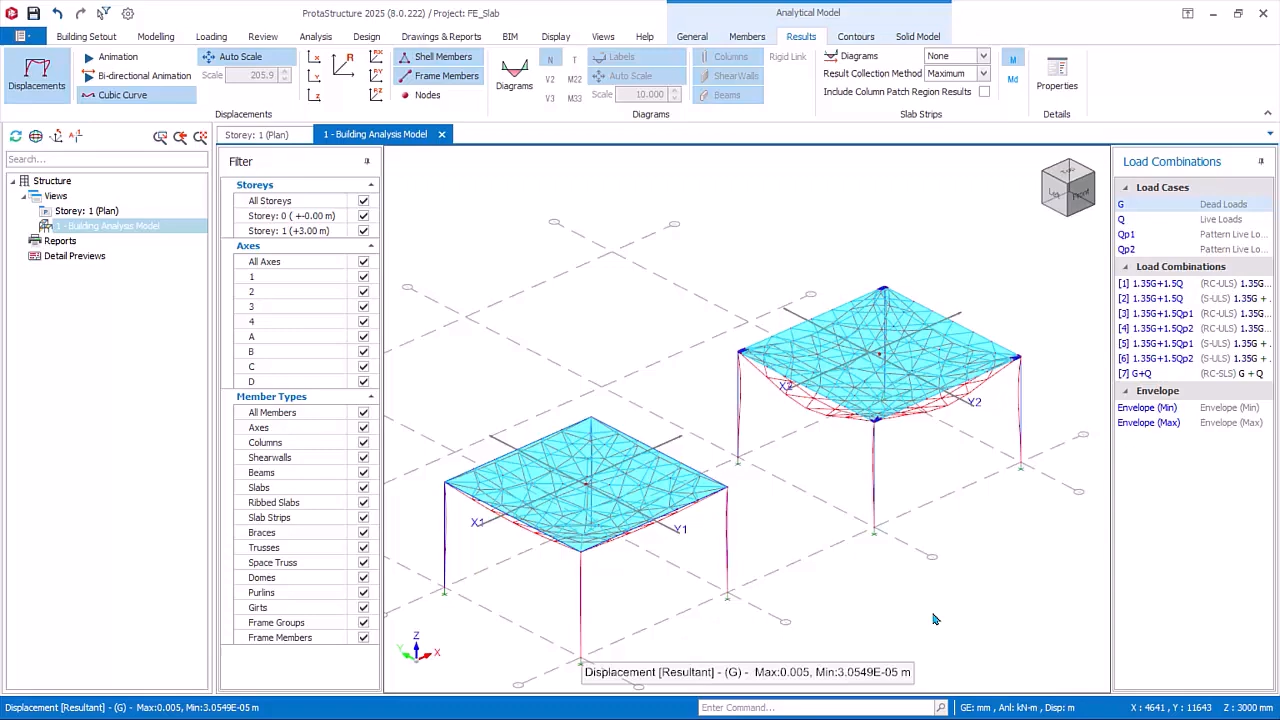 ProtaStructure 2025 (8.0.222) / Project: FE_Slab
Analytical Model
Building Setout
Modelling
Loading
Review
Analysis
Design
Drawings & Reports
BIM
Display
Views
Help
General
Members
Results
Contours
Solid Model
Displacements
Animation
Bi-directional Animation
Cubic Curve
Auto Scale
Scale 205.9
Shell Members
Frame Members
Nodes
Displacements
Diagrams
N T
V2 M22
V3 M33
Labels
Auto Scale
Scale 10.000
Columns
ShearWalls
Beams
Rigid Link
Diagrams
Diagrams None
Result Collection Method Maximum
Include Column Patch Region Results
M
Md
Slab Strips
Properties
Details
Storey: 1 (Plan)
1 - Building Analysis Model
Search...
Structure
Views
Storey: 1 (Plan)
1 - Building Analysis Model
Reports
Detail Previews
Filter
Storeys
All Storeys
Storey: 0 ( +-0.00 m)
Storey: 1 (+3.00 m)
Axes
All Axes
1
2
3
4
A
B
C
D
Member Types
All Members
Axes
Columns
Shearwalls
Beams
Slabs
Ribbed Slabs
Slab Strips
Braces
Trusses
Space Truss
Domes
Purlins
Girts
Frame Groups
Frame Members
X2
Y2
X1
Y1
Z
Y
X
Front
Displacement [Resultant] - (G) - Max:0.005, Min:3.0549E-05 m
Load Combinations
Load Cases
G Dead Loads
Q Live Loads
Qp1 Pattern Live Lo...
Qp2 Pattern Live Lo...
Load Combinations
[1] 1.35G+1.5Q (RC-ULS) 1.35G...
[2] 1.35G+1.5Q (S-ULS) 1.35G + ..
[3] 1.35G+1.5Qp1 (RC-ULS) 1.35G...
[4] 1.35G+1.5Qp2 (RC-ULS) 1.35G...
[5] 1.35G+1.5Qp1 (S-ULS) 1.35G + ..
[6] 1.35G+1.5Qp2 (S-ULS) 1.35G + ..
[7] G+Q (RC-SLS) G + Q
Envelope
Envelope (Min) Envelope (Min)
Envelope (Max) Envelope (Max)
Displacement [Resultant] - (G) - Max:0.005, Min:3.0549E-05 m
Enter Command...
GE: mm , Anl: kN-m , Disp: m
X : 4641 , Y : 11643
Z : 3000 mm